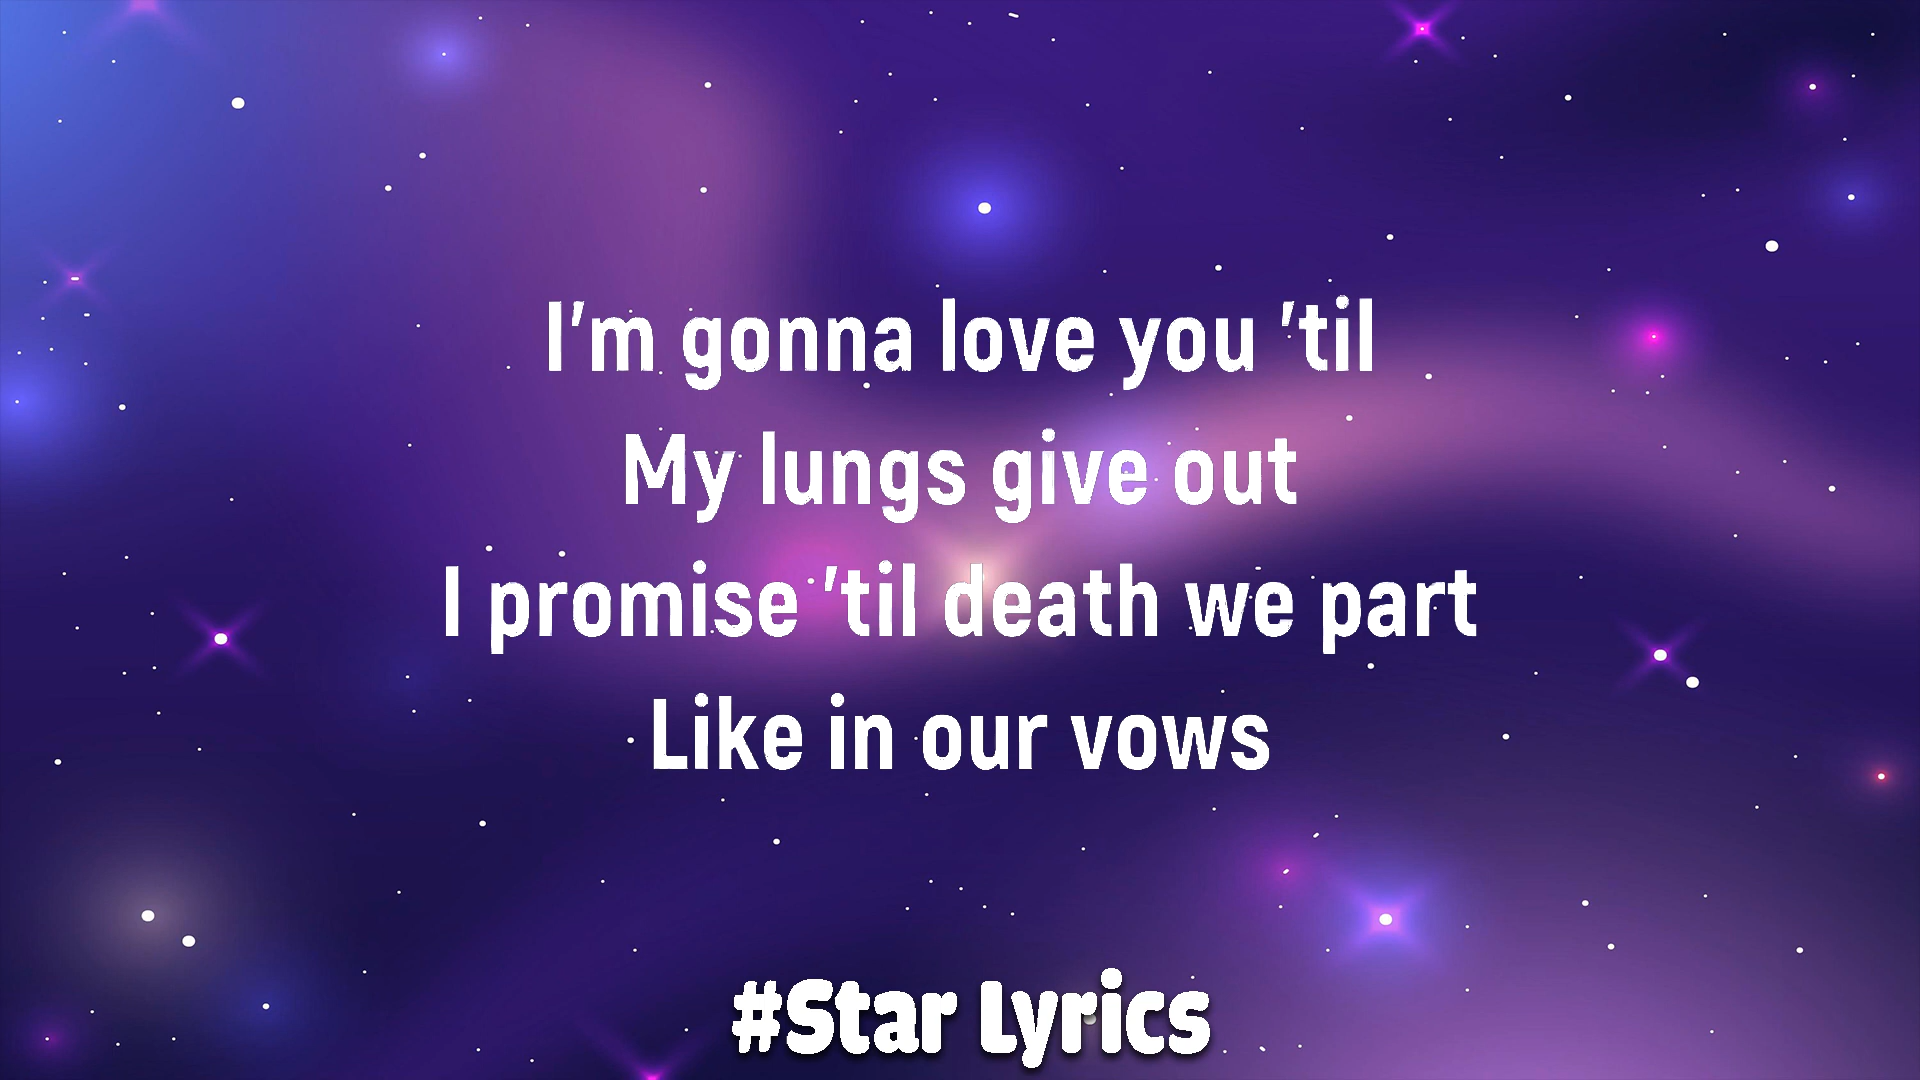 I'm gonna love you 'til
My lungs give out
I promise 'til death we part
Like in our vows
#Star Lyrics